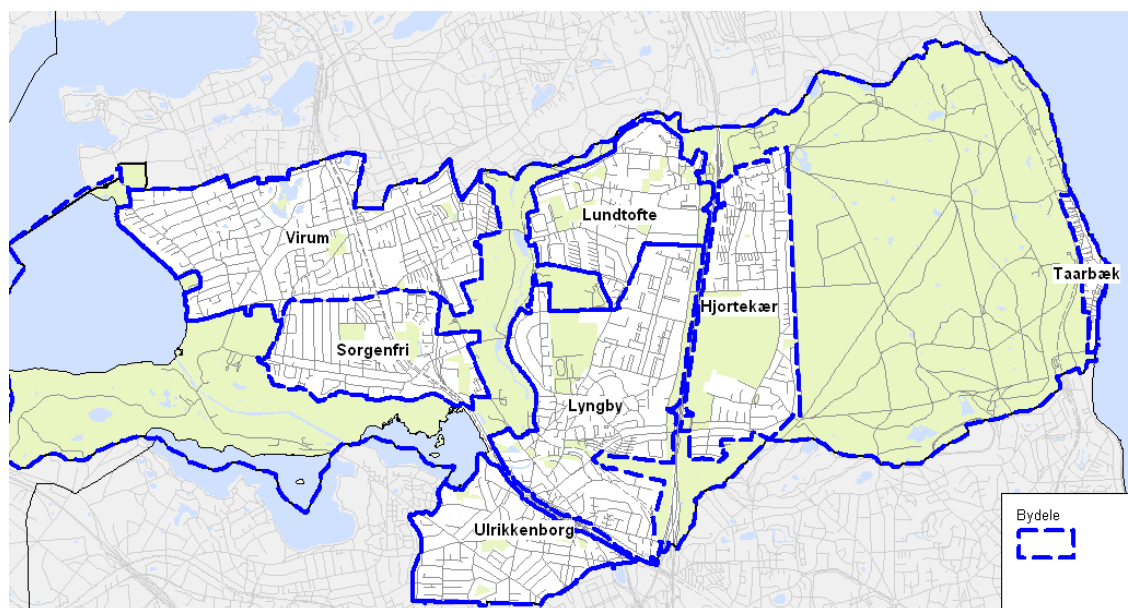 Virum
Lundtofte
Taarbæk
Hjortekær
Sorgenfri
Lyngby
Ulrikkenborg
Bydele